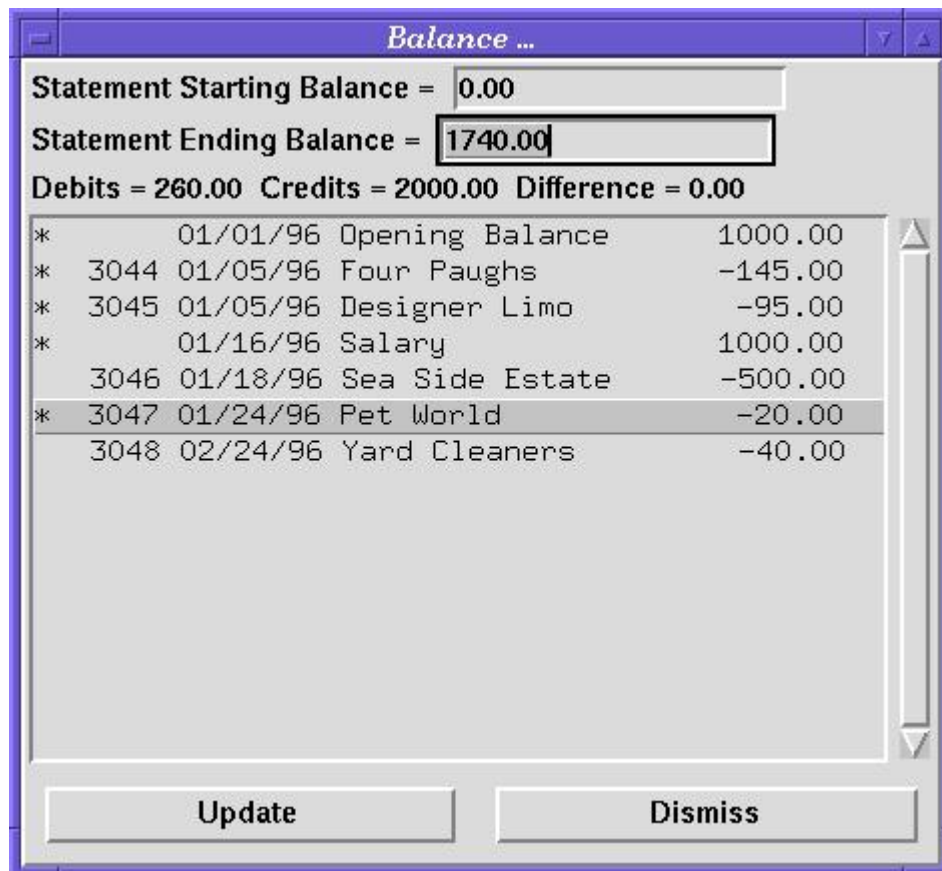 Balance ...
Statement Starting Balance = 0.00
Statement Ending Balance = 1740.00
Debits = 260.00 Credits = 2000.00 Difference = 0.00
* 01/01/96 Opening Balance 1000.00
* 3044 01/05/96 Four Paughs -145.00
* 3045 01/05/96 Designer Limo -95.00
* 01/16/96 Salary 1000.00
3046 01/18/96 Sea Side Estate -500.00
* 3047 01/24/96 Pet World -20.00
3048 02/24/96 Yard Cleaners -40.00
Update Dismiss